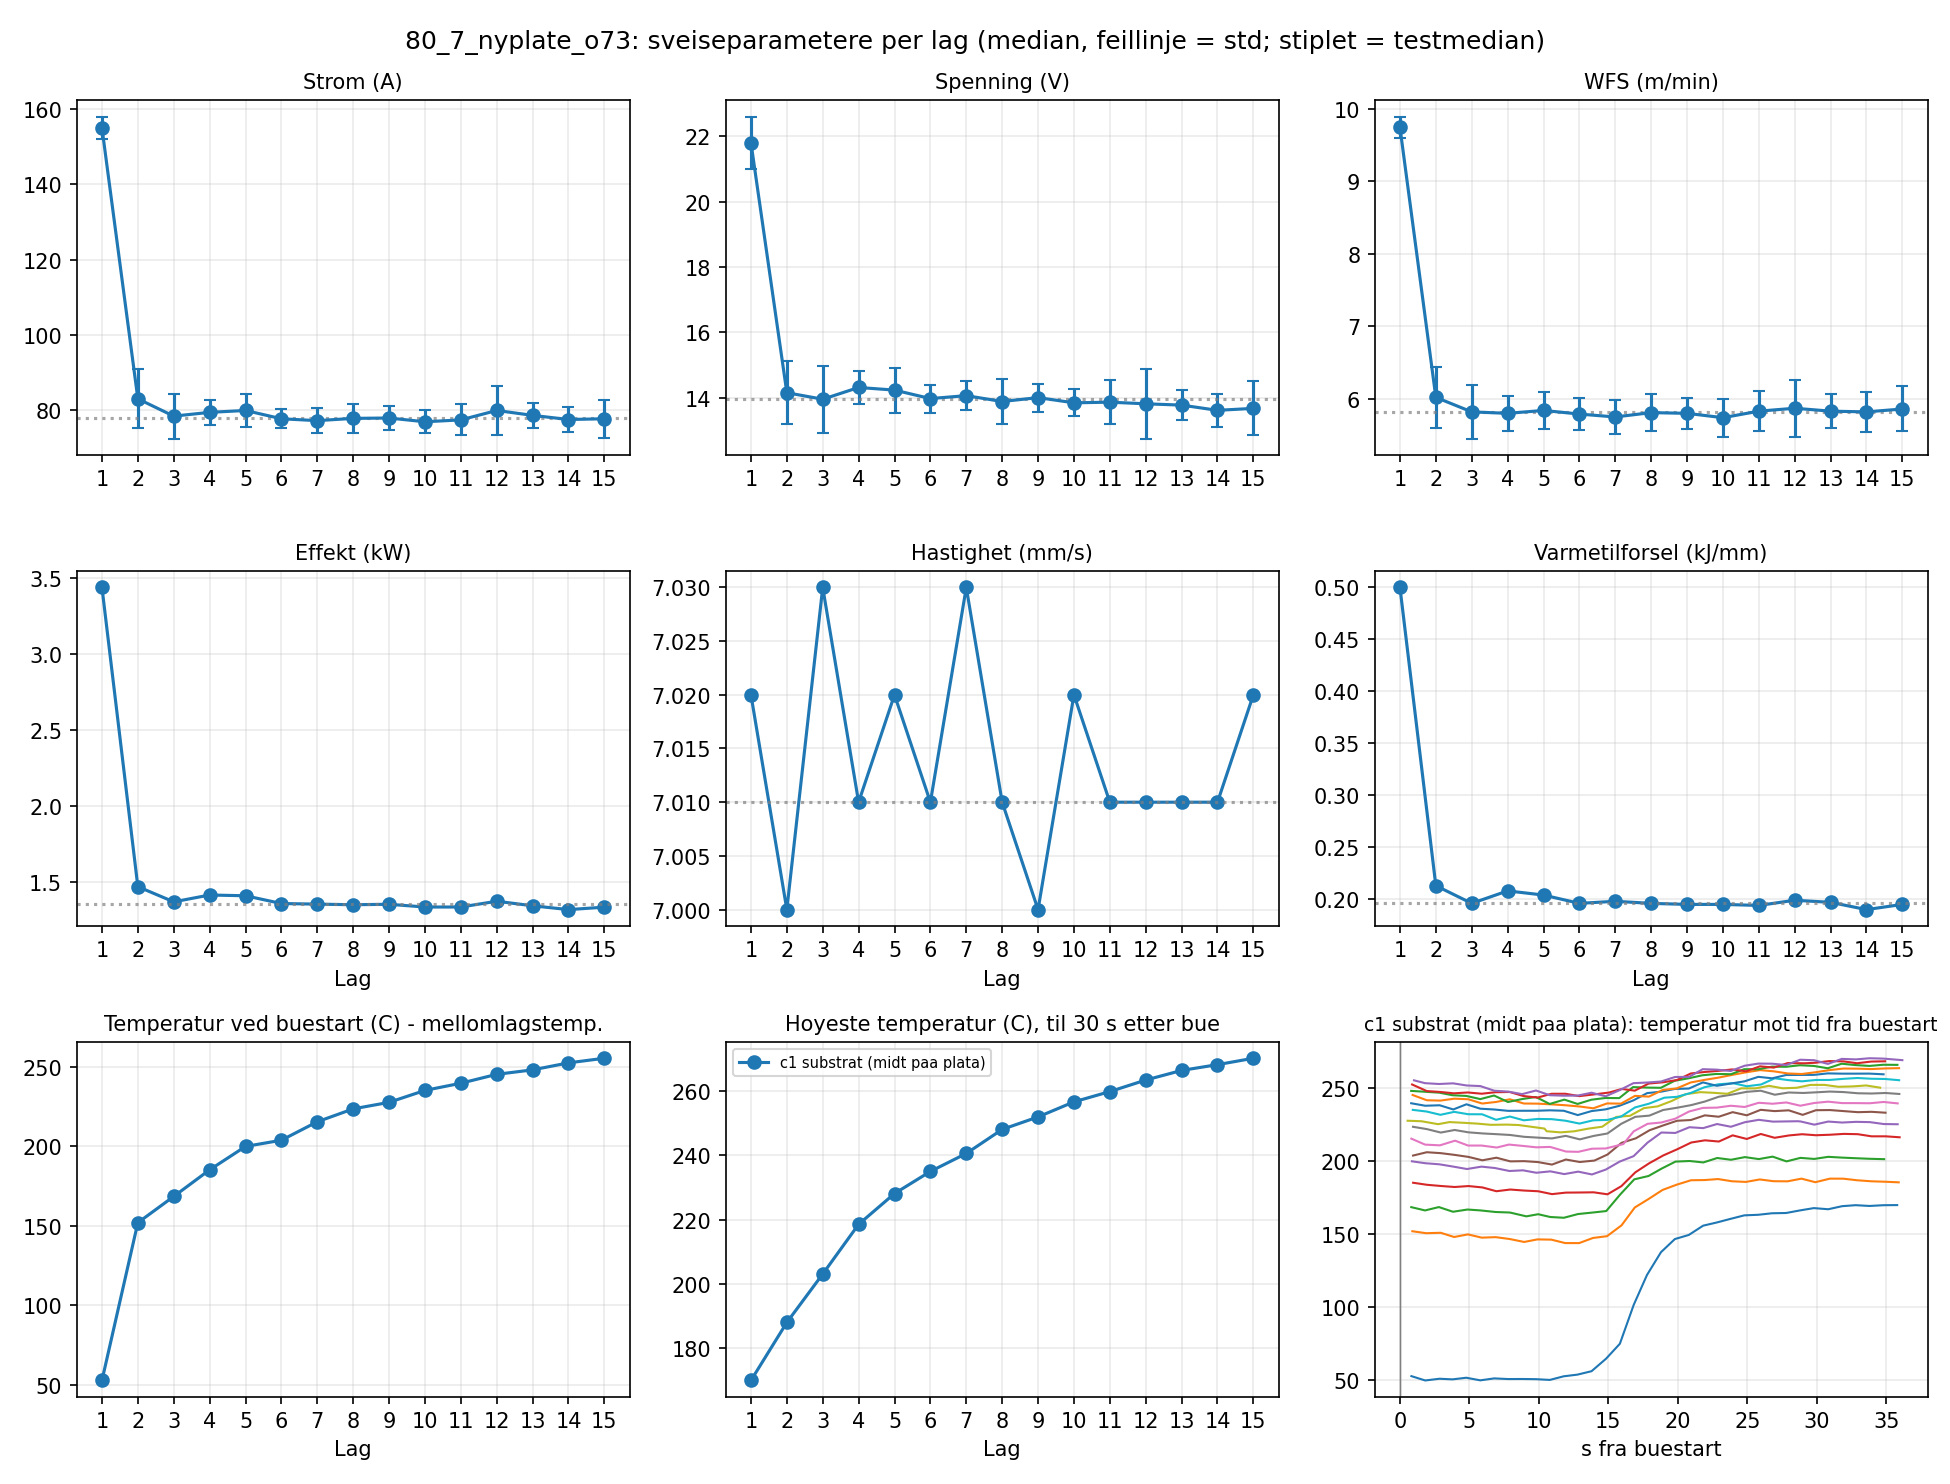 80_7_nyplate_o73: sveiseparametere per lag (median, feillinje = std; stiplet = testmedian)
Strom (A)
160
140
120
100
80
1 2 3 4 5 6 7 8 9 10 11 12 13 14 15
Spenning (V)
22
20
18
16
14
1 2 3 4 5 6 7 8 9 10 11 12 13 14 15
WFS (m/min)
10
9
8
7
6
1 2 3 4 5 6 7 8 9 10 11 12 13 14 15
Effekt (kW)
3.5
3.0
2.5
2.0
1.5
1 2 3 4 5 6 7 8 9 10 11 12 13 14 15
Lag
Hastighet (mm/s)
7.030
7.025
7.020
7.015
7.010
7.005
7.000
1 2 3 4 5 6 7 8 9 10 11 12 13 14 15
Lag
Varmetilforsel (kJ/mm)
0.50
0.45
0.40
0.35
0.30
0.25
0.20
1 2 3 4 5 6 7 8 9 10 11 12 13 14 15
Lag
Temperatur ved buestart (C) - mellomlagstemp.
250
200
150
100
50
1 2 3 4 5 6 7 8 9 10 11 12 13 14 15
Lag
Hoyeste temperatur (C), til 30 s etter bue
c1 substrat (midt paa plata)
260
240
220
200
180
1 2 3 4 5 6 7 8 9 10 11 12 13 14 15
Lag
c1 substrat (midt paa plata): temperatur mot tid fra buestart
250
200
150
100
50
0 5 10 15 20 25 30 35
s fra buestart